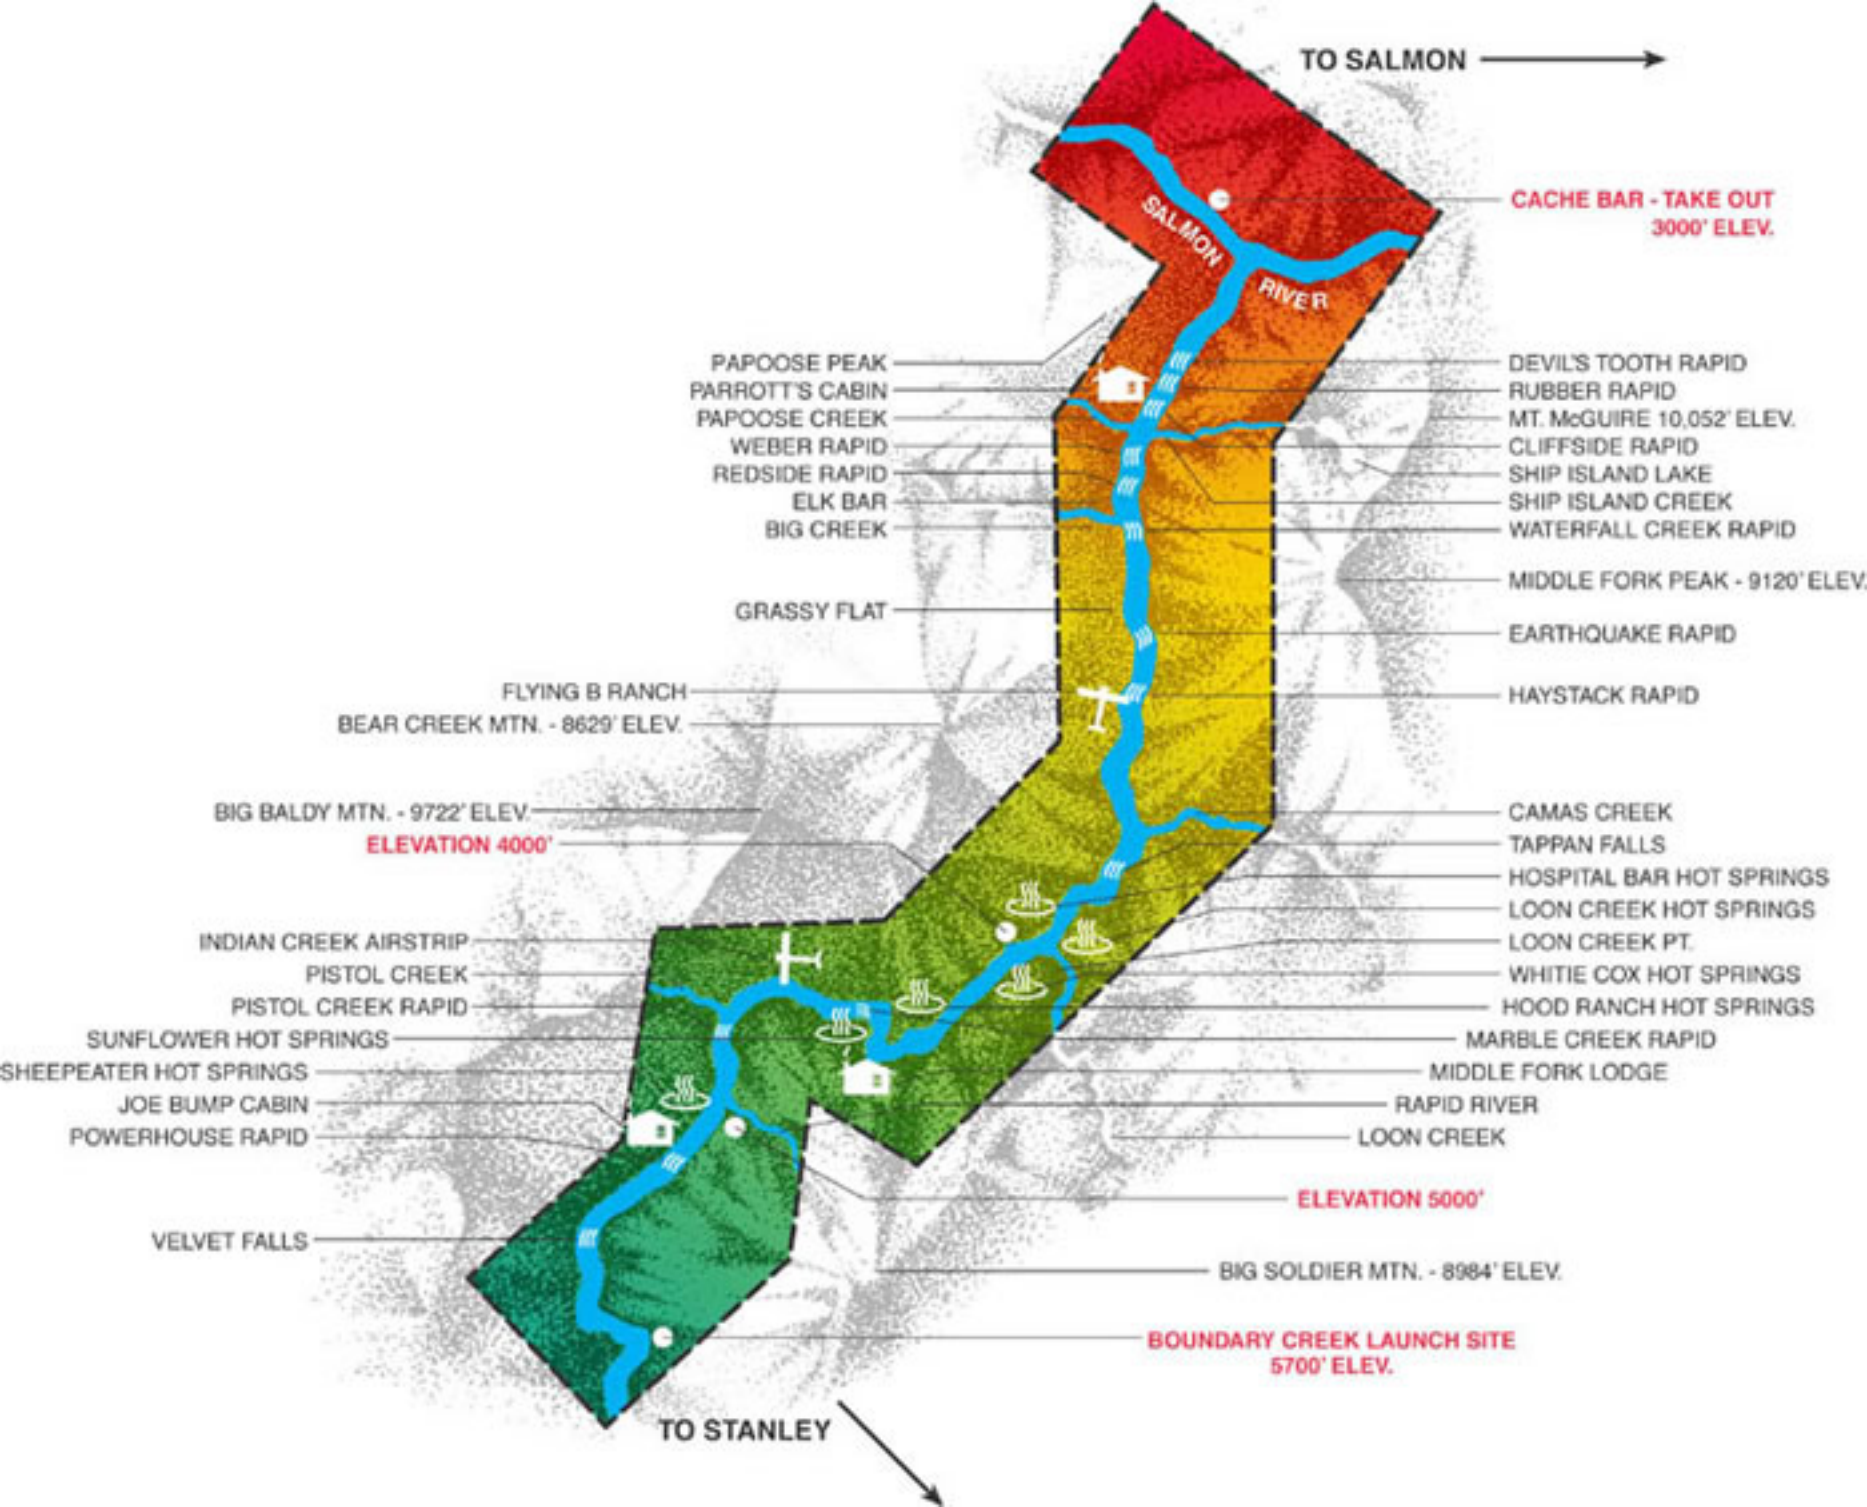 TO SALMON
CACHE BAR - TAKE OUT
3000' ELEV.
SALMON
RIVER
PAPOOSE PEAK
PARROTT'S CABIN
PAPOOSE CREEK
WEBER RAPID
REDSIDE RAPID
ELK BAR
BIG CREEK
GRASSY FLAT
FLYING B RANCH
BEAR CREEK MTN. - 8629' ELEV.
BIG BALDY MTN. - 9722' ELEV.
ELEVATION 4000'
INDIAN CREEK AIRSTRIP
PISTOL CREEK
PISTOL CREEK RAPID
SUNFLOWER HOT SPRINGS
SHEEPEATER HOT SPRINGS
JOE BUMP CABIN
POWERHOUSE RAPID
VELVET FALLS
DEVIL'S TOOTH RAPID
RUBBER RAPID
MT. McGUIRE 10,052' ELEV.
CLIFFSIDE RAPID
SHIP ISLAND LAKE
SHIP ISLAND CREEK
WATERFALL CREEK RAPID
MIDDLE FORK PEAK - 9120' ELEV.
EARTHQUAKE RAPID
HAYSTACK RAPID
CAMAS CREEK
TAPPAN FALLS
HOSPITAL BAR HOT SPRINGS
LOON CREEK HOT SPRINGS
LOON CREEK PT.
WHITIE COX HOT SPRINGS
HOOD RANCH HOT SPRINGS
MARBLE CREEK RAPID
MIDDLE FORK LODGE
RAPID RIVER
LOON CREEK
ELEVATION 5000'
BIG SOLDIER MTN. - 8984' ELEV.
BOUNDARY CREEK LAUNCH SITE
5700' ELEV.
TO STANLEY